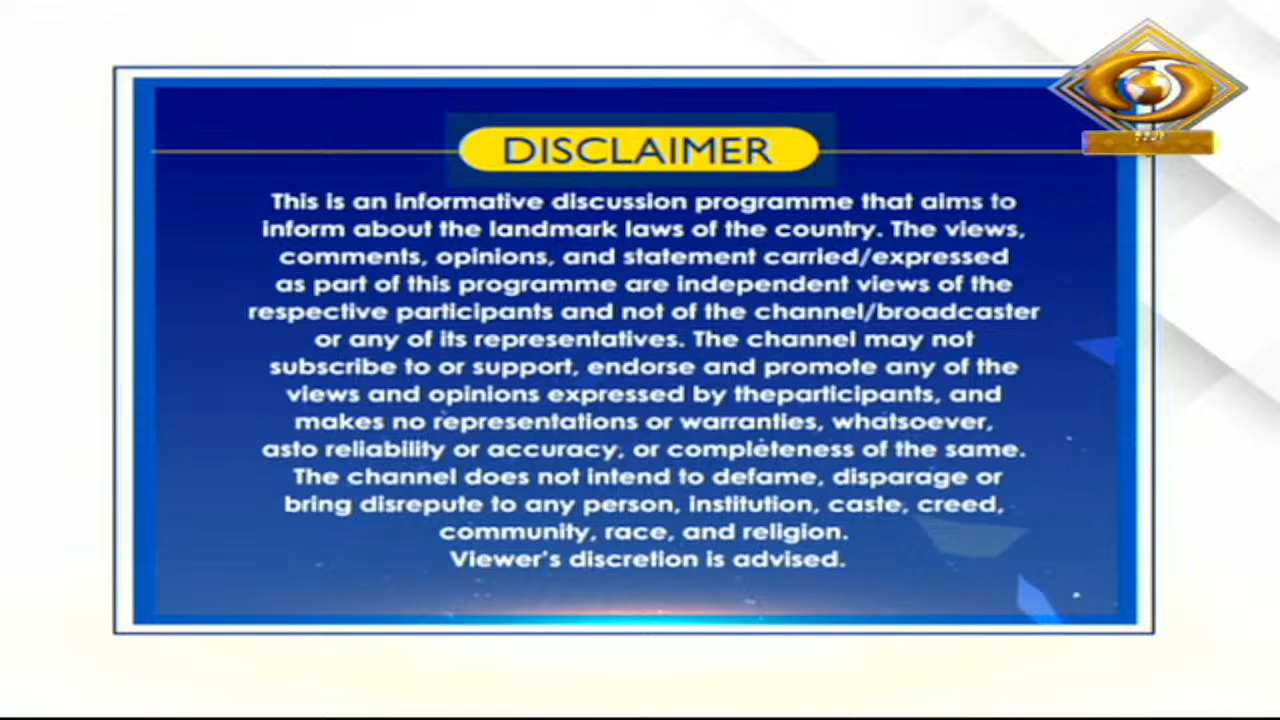 DISCLAIMER
This is an informative discussion programme that aims to
inform about the landmark laws of the country. The views,
comments, opinions, and statement carried/expressed
as part of this programme are independent views of the
respective participants and not of the channel/broadcaster
or any of its representatives. The channel may not
subscribe to or support, endorse and promote any of the
views and opinions expressed by theparticipants, and
makes no representations or warranties, whatsoever,
asto reliability or accuracy, or completeness of the same.
The channel does not intend to defame, disparage or
bring disrepute to any person, institution, caste, creed,
community, race, and religion.
Viewer's discretion is advised.